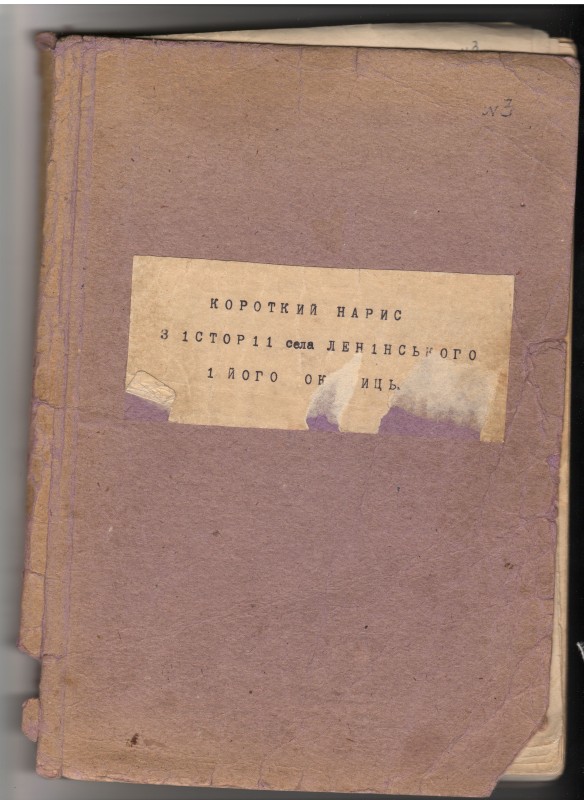 №3
КОРОТКИЙ НАРИС
З 1СТОР11 села ЛЕН1НСЬКОГО
1 ЙОГО